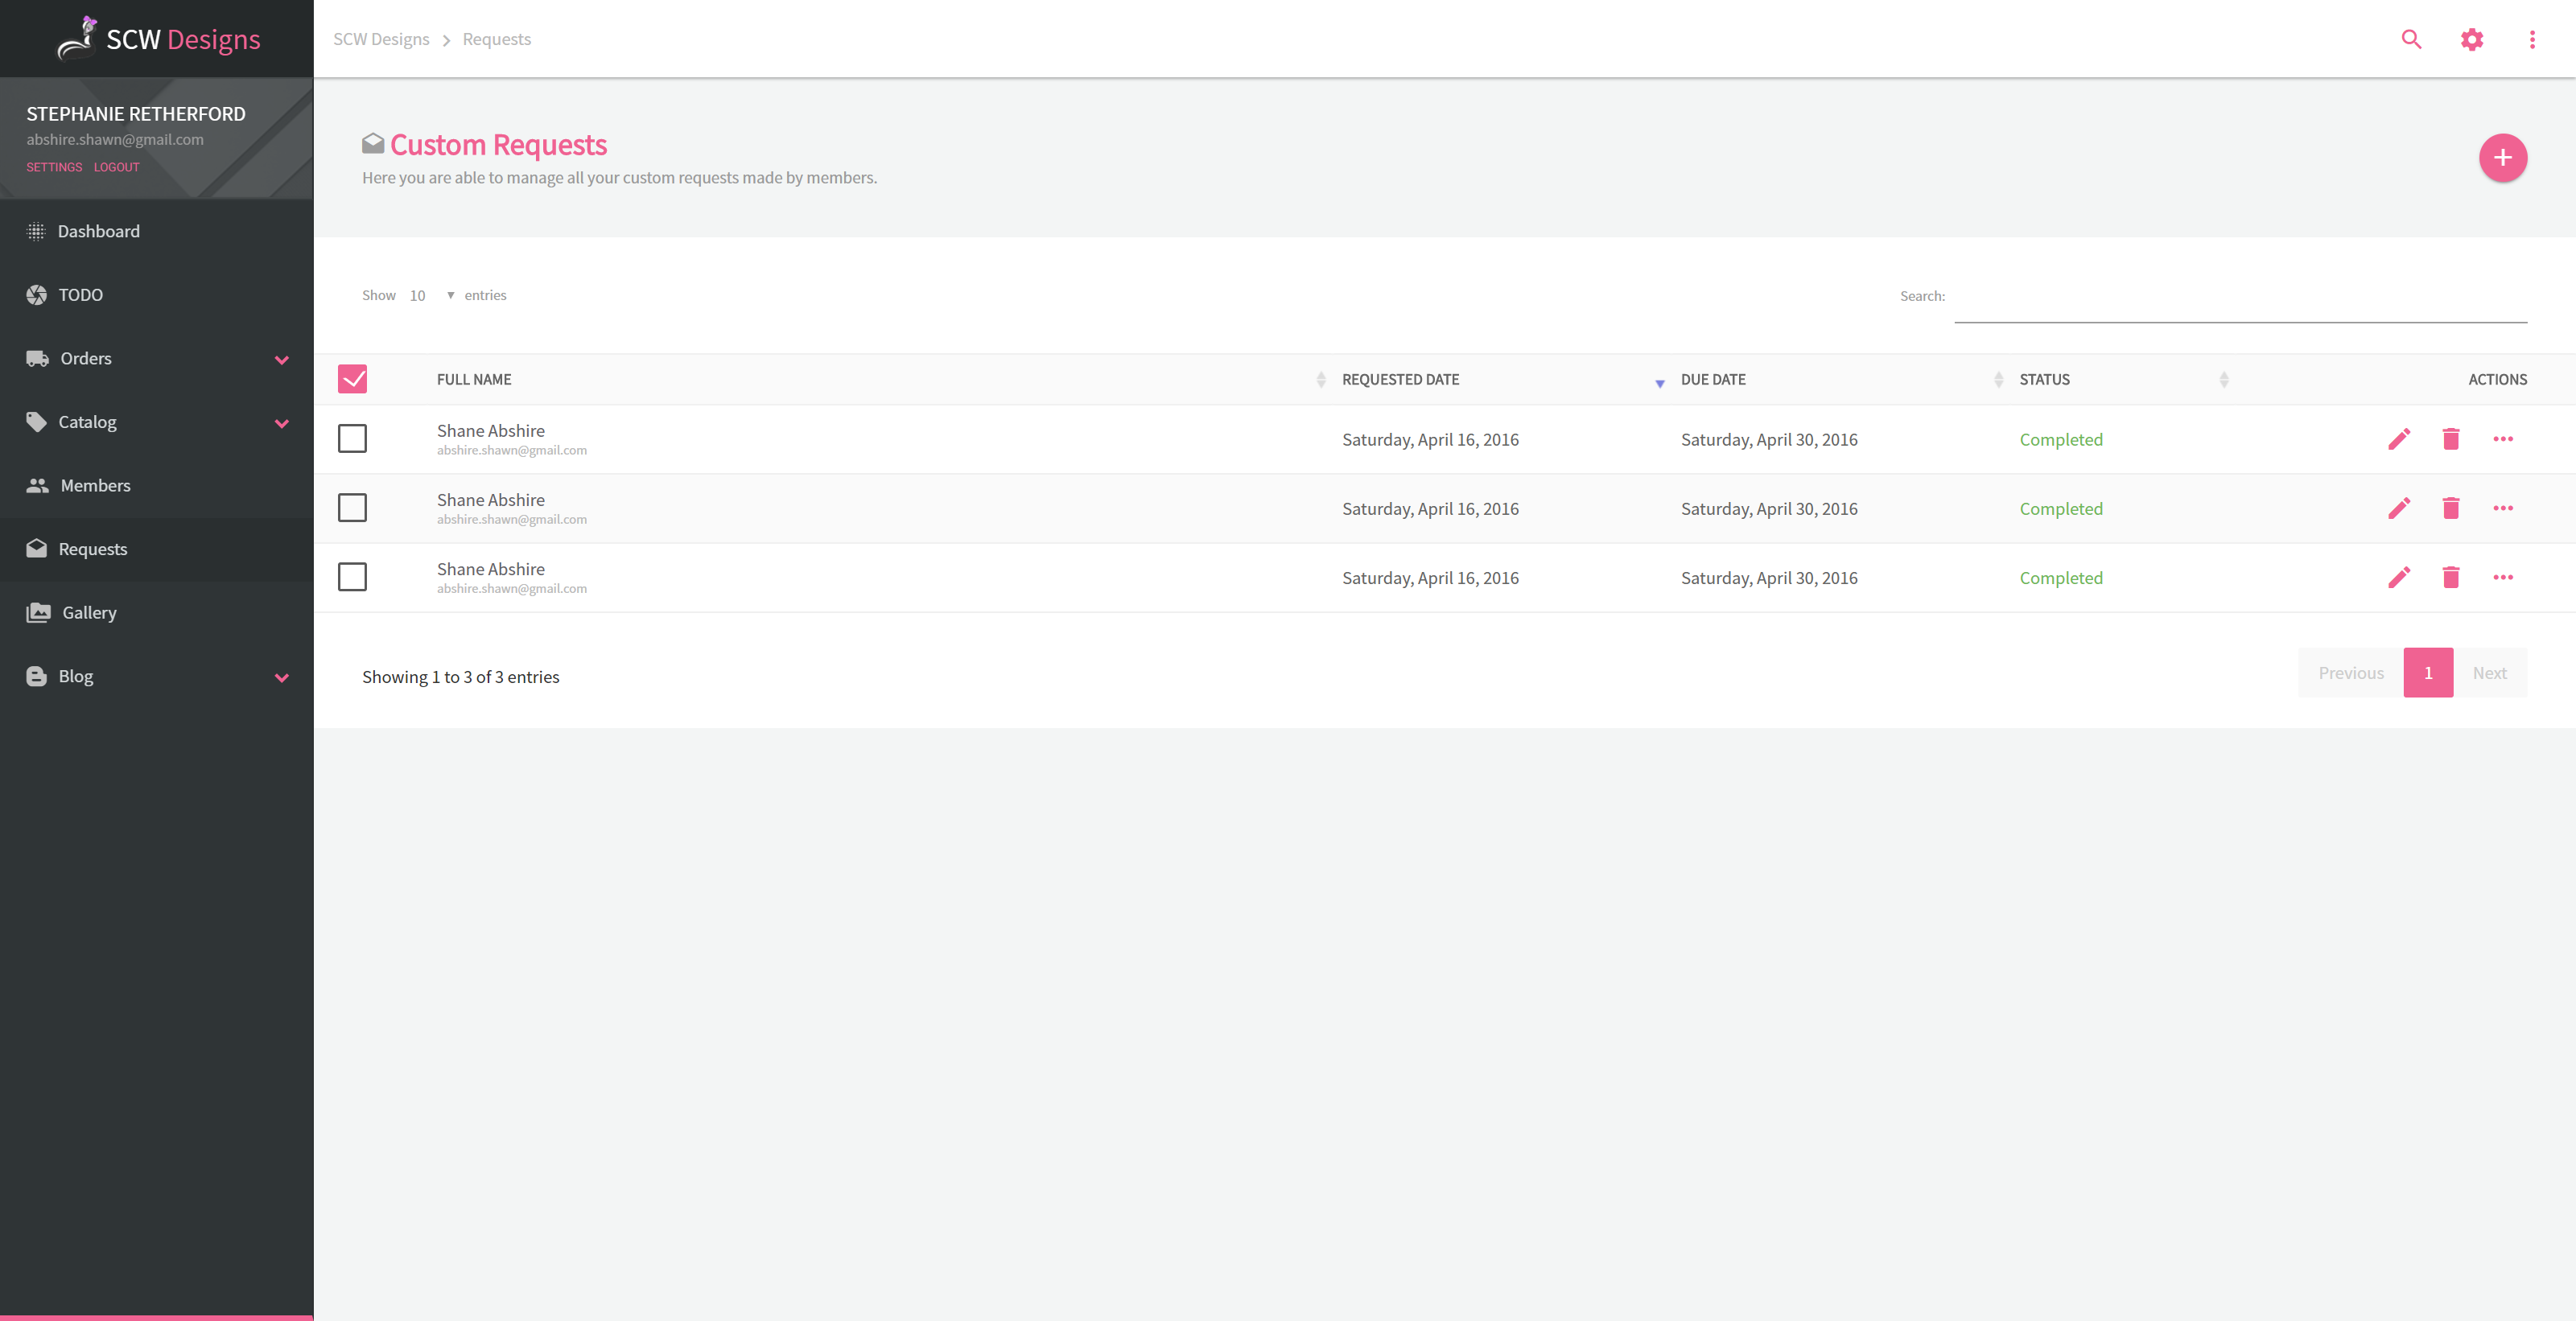 SCW Designs
SCW Designs Requests
STEPHANIE RETHERFORD
abshire.shawn@gmail.com
SETTINGS LOGOUT
Dashboard
TODO
Orders
Catalog
Members
Requests
Gallery
Blog
Custom Requests
Here you are able to manage all your custom requests made by members.
Show 10 entries
Search:
FULL NAME REQUESTED DATE DUE DATE STATUS ACTIONS
Shane Abshire
abshire.shawn@gmail.com
Saturday, April 16, 2016 Saturday, April 30, 2016 Completed
Shane Abshire
abshire.shawn@gmail.com
Saturday, April 16, 2016 Saturday, April 30, 2016 Completed
Shane Abshire
abshire.shawn@gmail.com
Saturday, April 16, 2016 Saturday, April 30, 2016 Completed
Showing 1 to 3 of 3 entries
Previous 1 Next